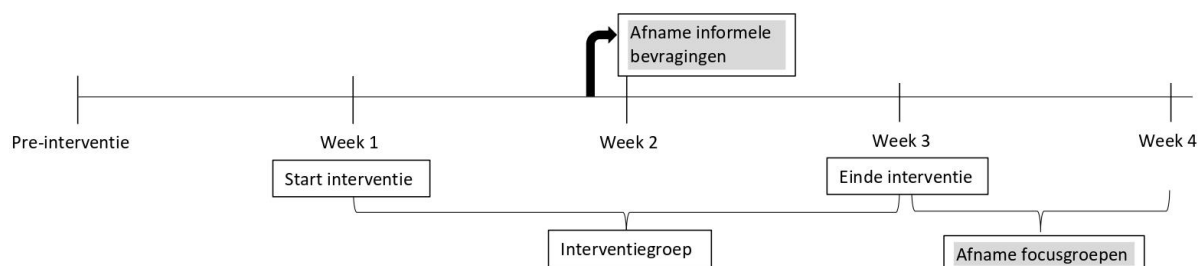 Afname informele
bevragingen
Pre-interventie
Week 1
Week 2
Week 3
Week 4
Start interventie
Einde interventie
Interventiegroep
Afname focusgroepen